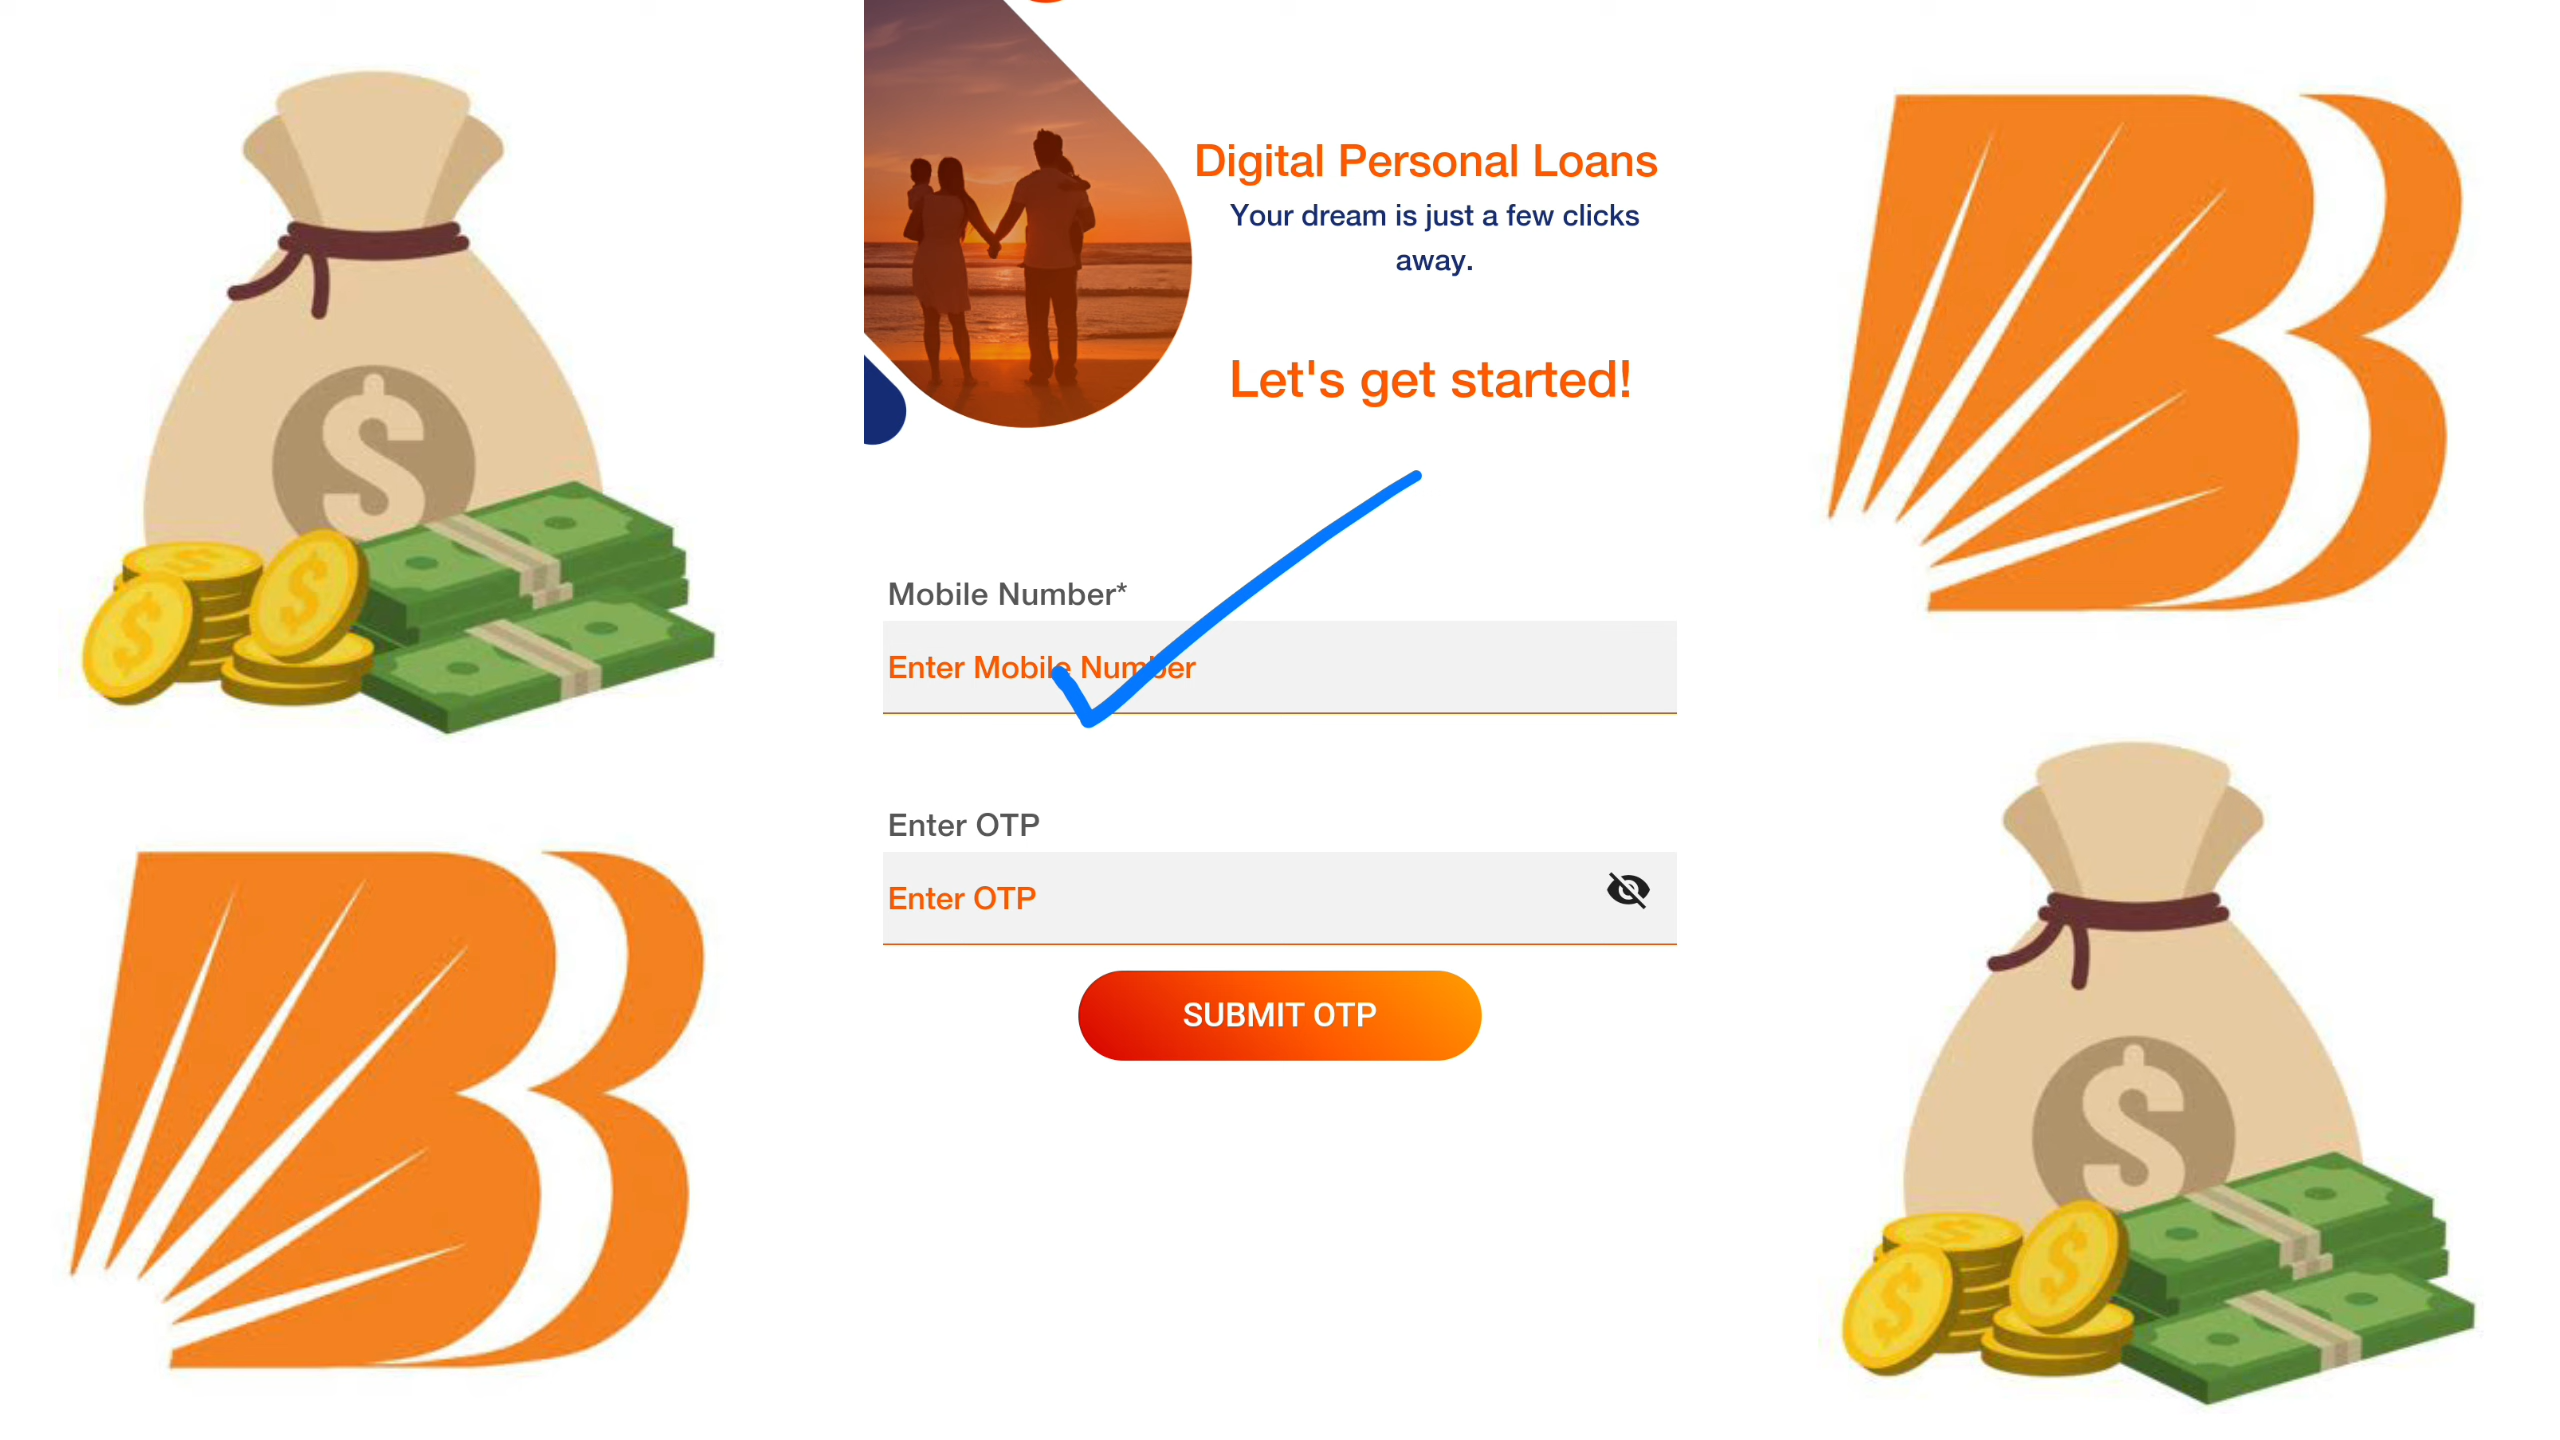 Digital Personal Loans
Your dream is just a few clicks
away.
Let's get started!
Mobile Number*
Enter Mobile Number
Enter OTP
Enter OTP
SUBMIT OTP